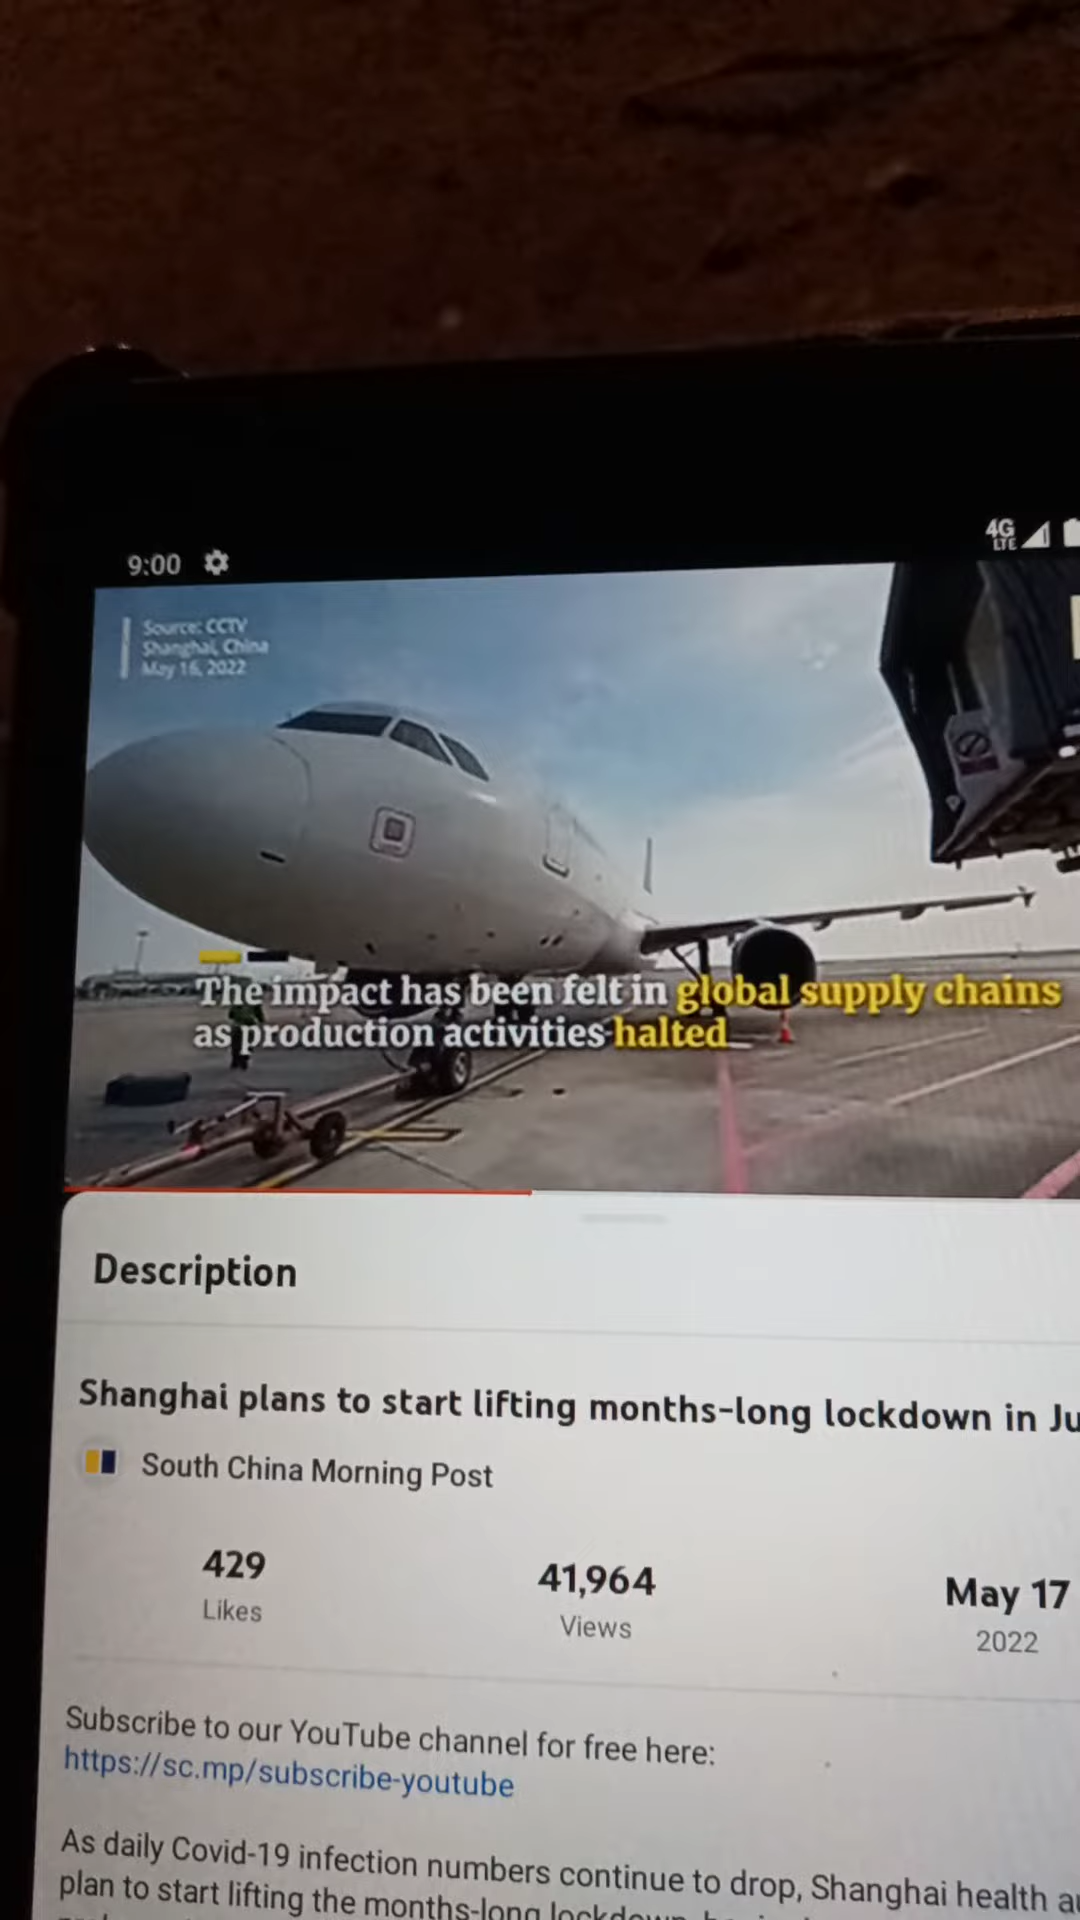 9:00
4G
LTE
Source: CCTV
Shanghai, China
May 16, 2022
The impact has been felt in global supply chains
as production activities halted
Description
Shanghai plans to start lifting months-long lockdown in Ju
South China Morning Post
429
Likes
41,964
Views
May 17
2022
Subscribe to our YouTube channel for free here:
https://sc.mp/subscribe-youtube
As daily Covid-19 infection numbers continue to drop, Shanghai health
plan to start lifting the months-long lockdown